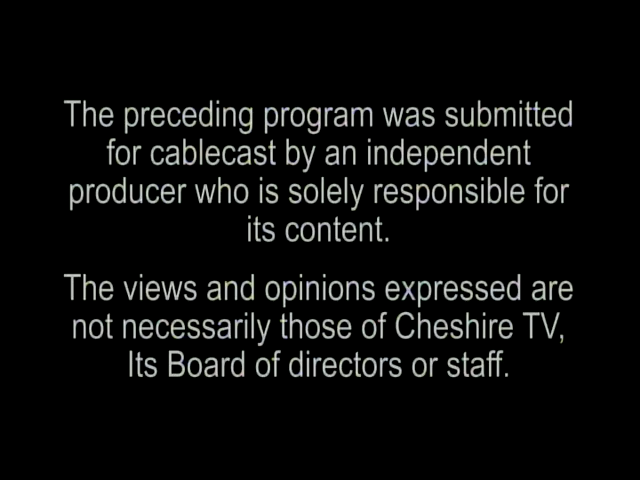 The preceding program was submitted
for cablecast by an independent
producer who is solely responsible for
its content.
The views and opinions expressed are
not necessarily those of Cheshire TV,
Its Board of directors or staff.